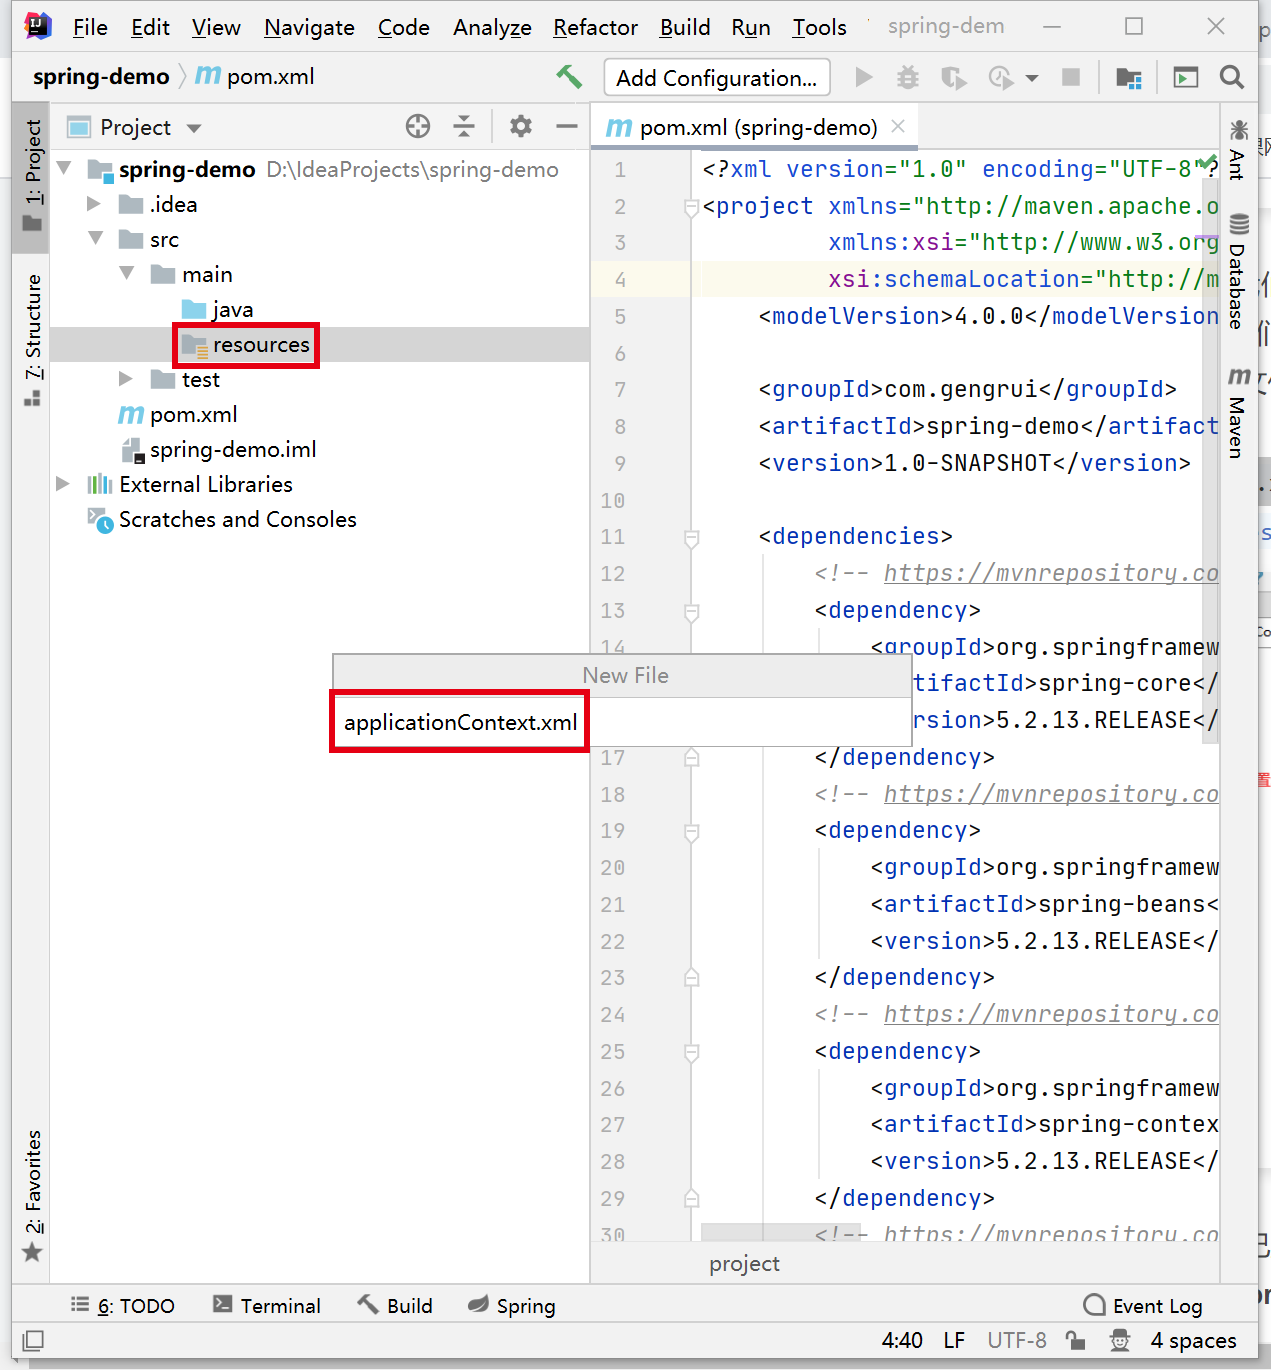 File Edit View Navigate Code Analyze Refactor Build Run Tools spring-dem
spring-demo pom.xml Add Configuration...
Project
pom.xml (spring-demo)
1: Project
7: Structure
2: Favorites
spring-demo D:\IdeaProjects\spring-demo
.idea
src
main
java
resources
test
pom.xml
spring-demo.iml
External Libraries
Scratches and Consoles
1 <?xml version="1.0" encoding="UTF-8"?
2 <project xmlns="http://maven.apache.o
3 xmlns:xsi="http://www.w3.org
4 xsi:schemaLocation="http://m
5 <modelVersion>4.0.0</modelVersion
6
7 <groupId>com.gengrui</groupId>
8 <artifactId>spring-demo</artifact
9 <version>1.0-SNAPSHOT</version>
10
11 <dependencies>
12 <!-- https://mvnrepository.co
13 <dependency>
14 <groupId>org.springframew
tifactId>spring-core</
rsion>5.2.13.RELEASE</
17 </dependency>
18 <!-- https://mvnrepository.co
19 <dependency>
20 <groupId>org.springframew
21 <artifactId>spring-beans<
22 <version>5.2.13.RELEASE</
23 </dependency>
24 <!-- https://mvnrepository.co
25 <dependency>
26 <groupId>org.springframew
27 <artifactId>spring-contex
28 <version>5.2.13.RELEASE</
29 </dependency>
30 <!-- https://mvnrepository.co
New File
applicationContext.xml
project
Ant
Database
Maven
6: TODO Terminal Build Spring Event Log
4:40 LF UTF-8 4 spaces